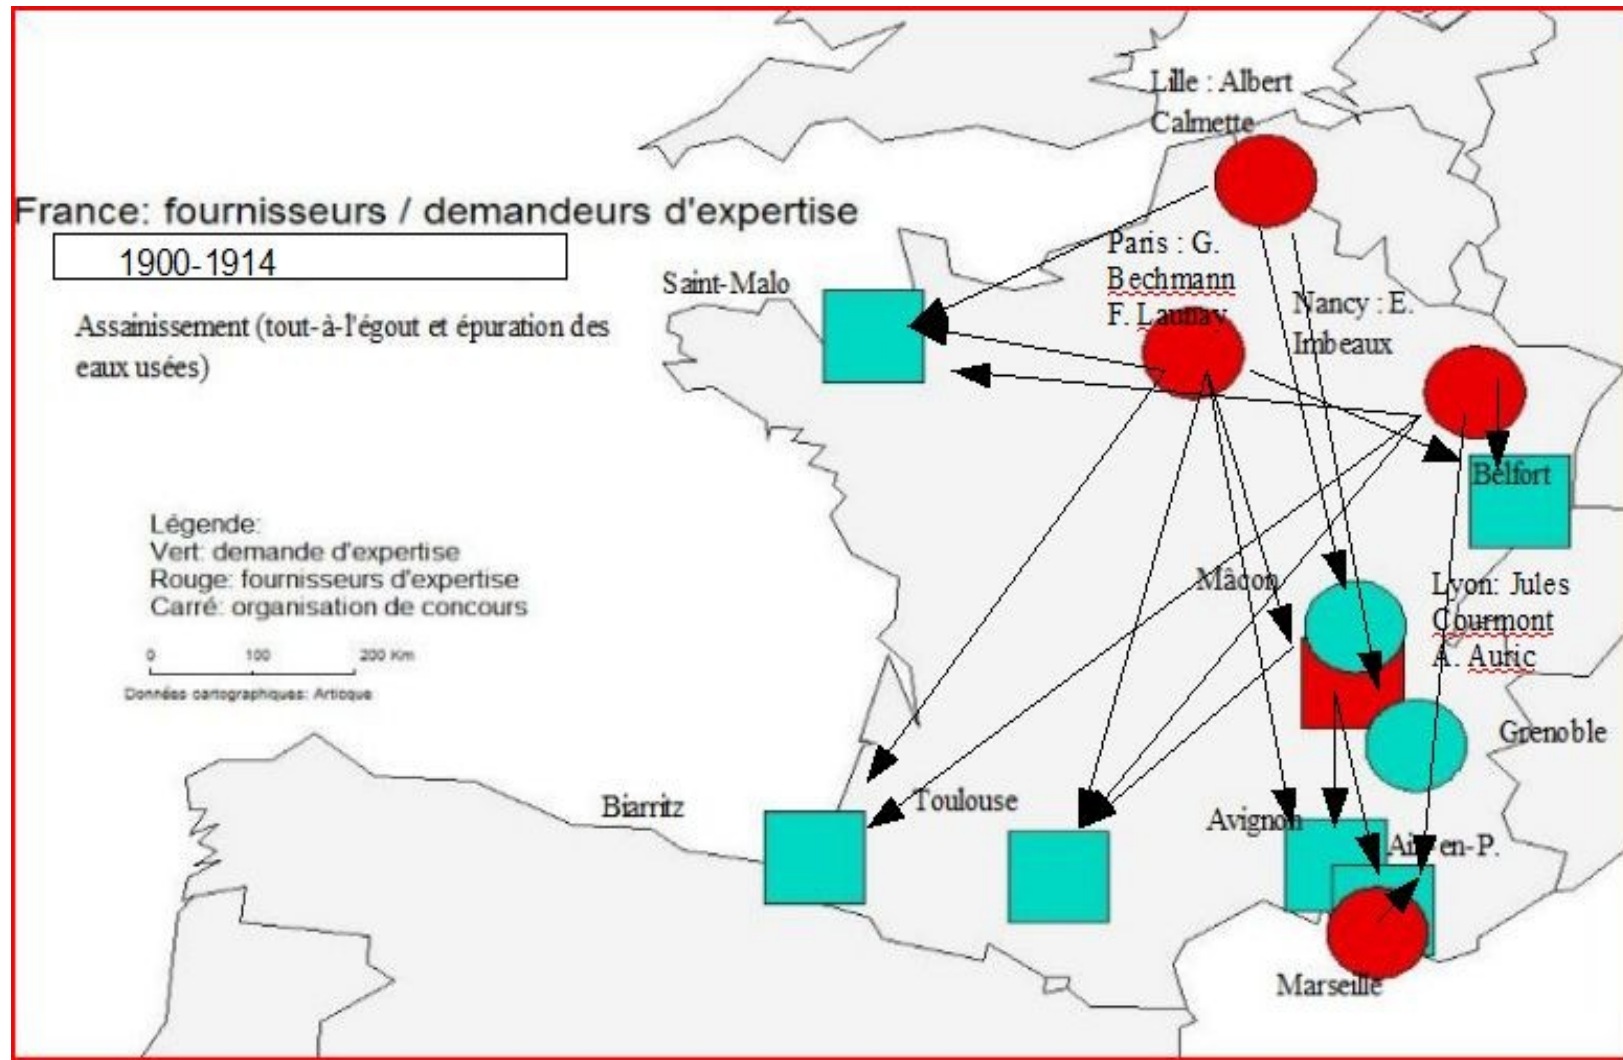 Lille : Albert
Calmette
France: fournisseurs / demandeurs d'expertise
1900-1914
Assainissement (tout-à-l'égout et épuration des
eaux usées)
Saint-Malo
Paris : G.
Bechmann
F. Launay
Nancy : E.
Imbeaux
Belfort
Légende:
Vert: demande d'expertise
Rouge: fournisseurs d'expertise
Carré: organisation de concours
0 100 200 Km
Données cartographiques: Articque
Mâcon
Lyon: Jules
Courmont
A. Auric
Grenoble
Biarritz
Toulouse
Avignon
Aix-en-P.
Marseille